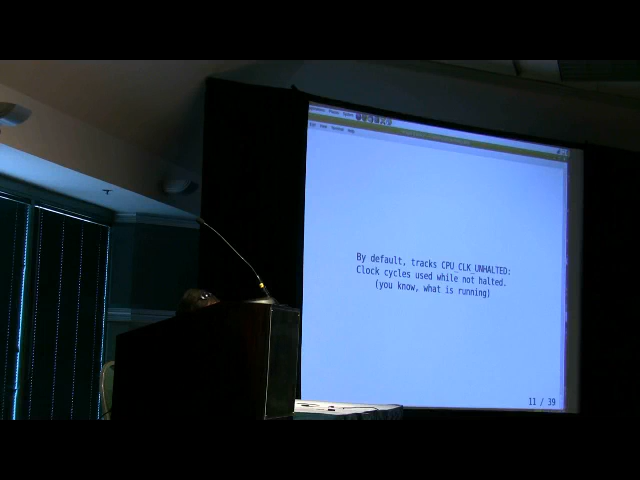 By default, tracks CPU_CLK_UNHALTED:
Clock cycles used while not halted.
(you know, what is running)
11 / 39